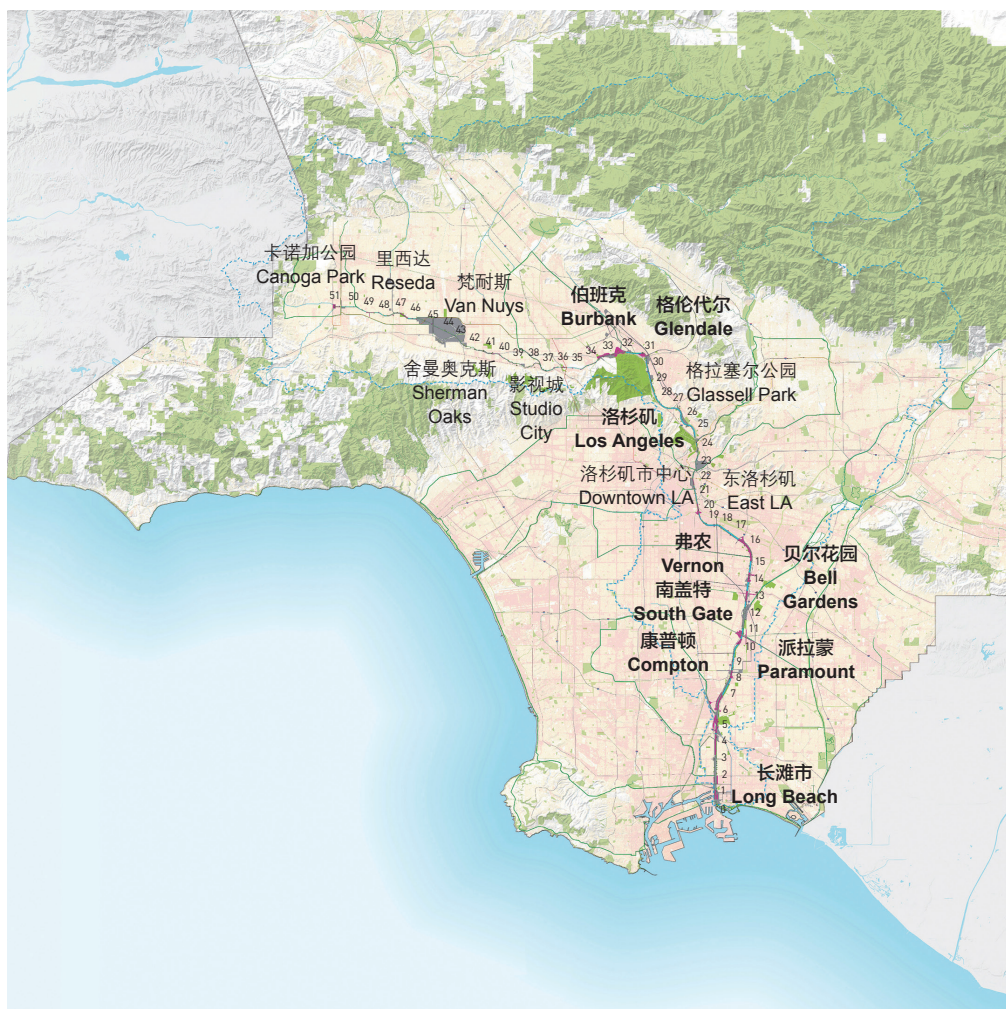 卡诺加公园
Canoga Park
里西达
Reseda
梵耐斯
Van Nuys
伯班克
Burbank
格伦代尔
Glendale
51
50
49
48
47
46
45
44
43
42
41
40
39
38
37
36
35
34
33
32
31
30
29
28
27
26
25
24
23
22
21
20
19
18
17
16
15
14
13
12
11
10
9
8
7
6
5
4
3
2
1
0
舍曼奥克斯
Sherman
Oaks
影视城
Studio
City
格拉塞尔公园
Glassell Park
洛杉矶
Los Angeles
洛杉矶市中心
Downtown LA
东洛杉矶
East LA
弗农
Vernon
贝尔花园
Bell
Gardens
南盖特
South Gate
康普顿
Compton
派拉蒙
Paramount
长滩市
Long Beach